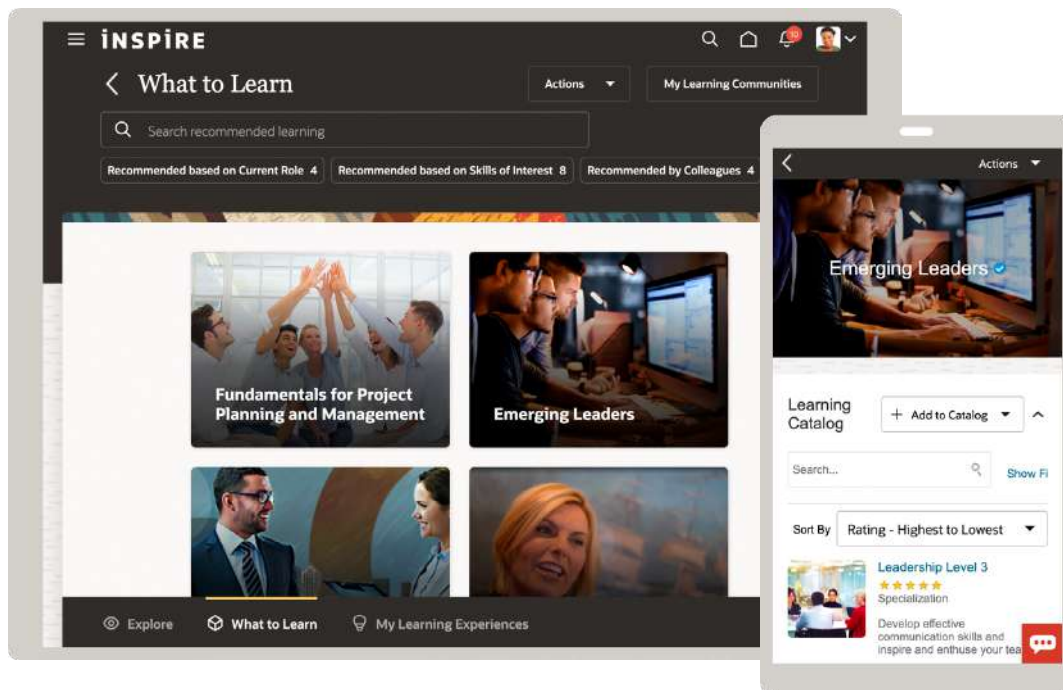 iNSPiRE
10
What to Learn
Actions
My Learning Communities
Search recommended learning
Recommended based on Current Role 4
Recommended based on Skills of Interest 8
Recommended by Colleagues 4
Fundamentals for Project
Planning and Management
Emerging Leaders
Explore
What to Learn
My Learning Experiences
Actions
Emerging Leaders
Learning
Catalog
+ Add to Catalog
Search...
Show Fi
Sort By
Rating - Highest to Lowest
Leadership Level 3
Specialization
Develop effective
communication skills and
inspire and enthuse your tea